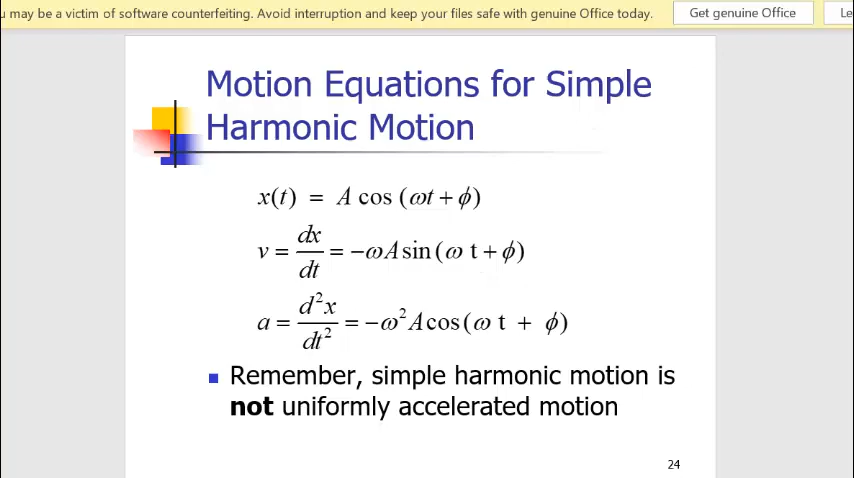 u may be a victim of software counterfeiting. Avoid interruption and keep your files safe with genuine Office today. Get genuine Office Le
Motion Equations for Simple
Harmonic Motion
x(t) = A cos (ωt + ϕ)
v = dx/dt = −ωA sin (ω t + ϕ)
a = d²x/dt² = −ω² A cos (ω t + ϕ)
Remember, simple harmonic motion is
not uniformly accelerated motion
24